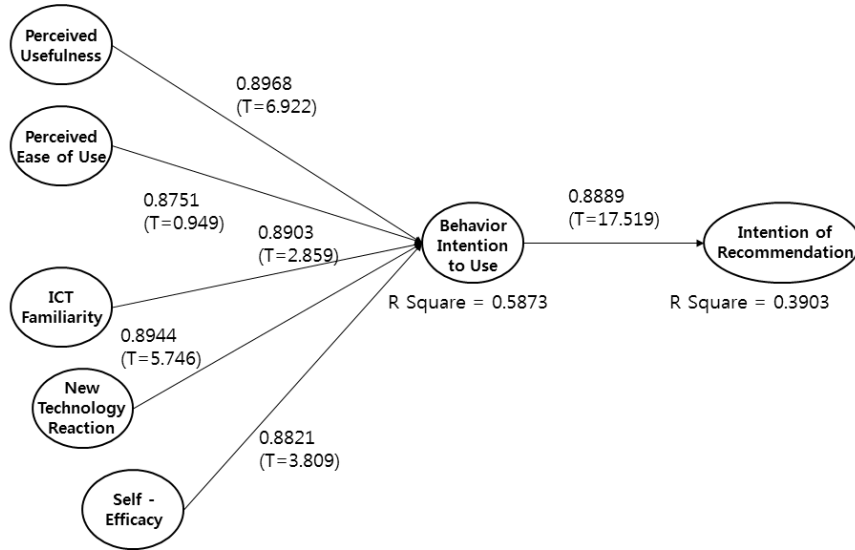 Perceived
Usefulness
0.8968
(T=6.922)
Perceived
Ease of Use
0.8751
(T=0.949)
0.8903
(T=2.859)
Behavior
Intention
to Use
0.8889
(T=17.519)
Intention of
Recommendation
R Square = 0.5873
R Square = 0.3903
ICT
Familiarity
0.8944
(T=5.746)
New
Technology
Reaction
0.8821
(T=3.809)
Self -
Efficacy